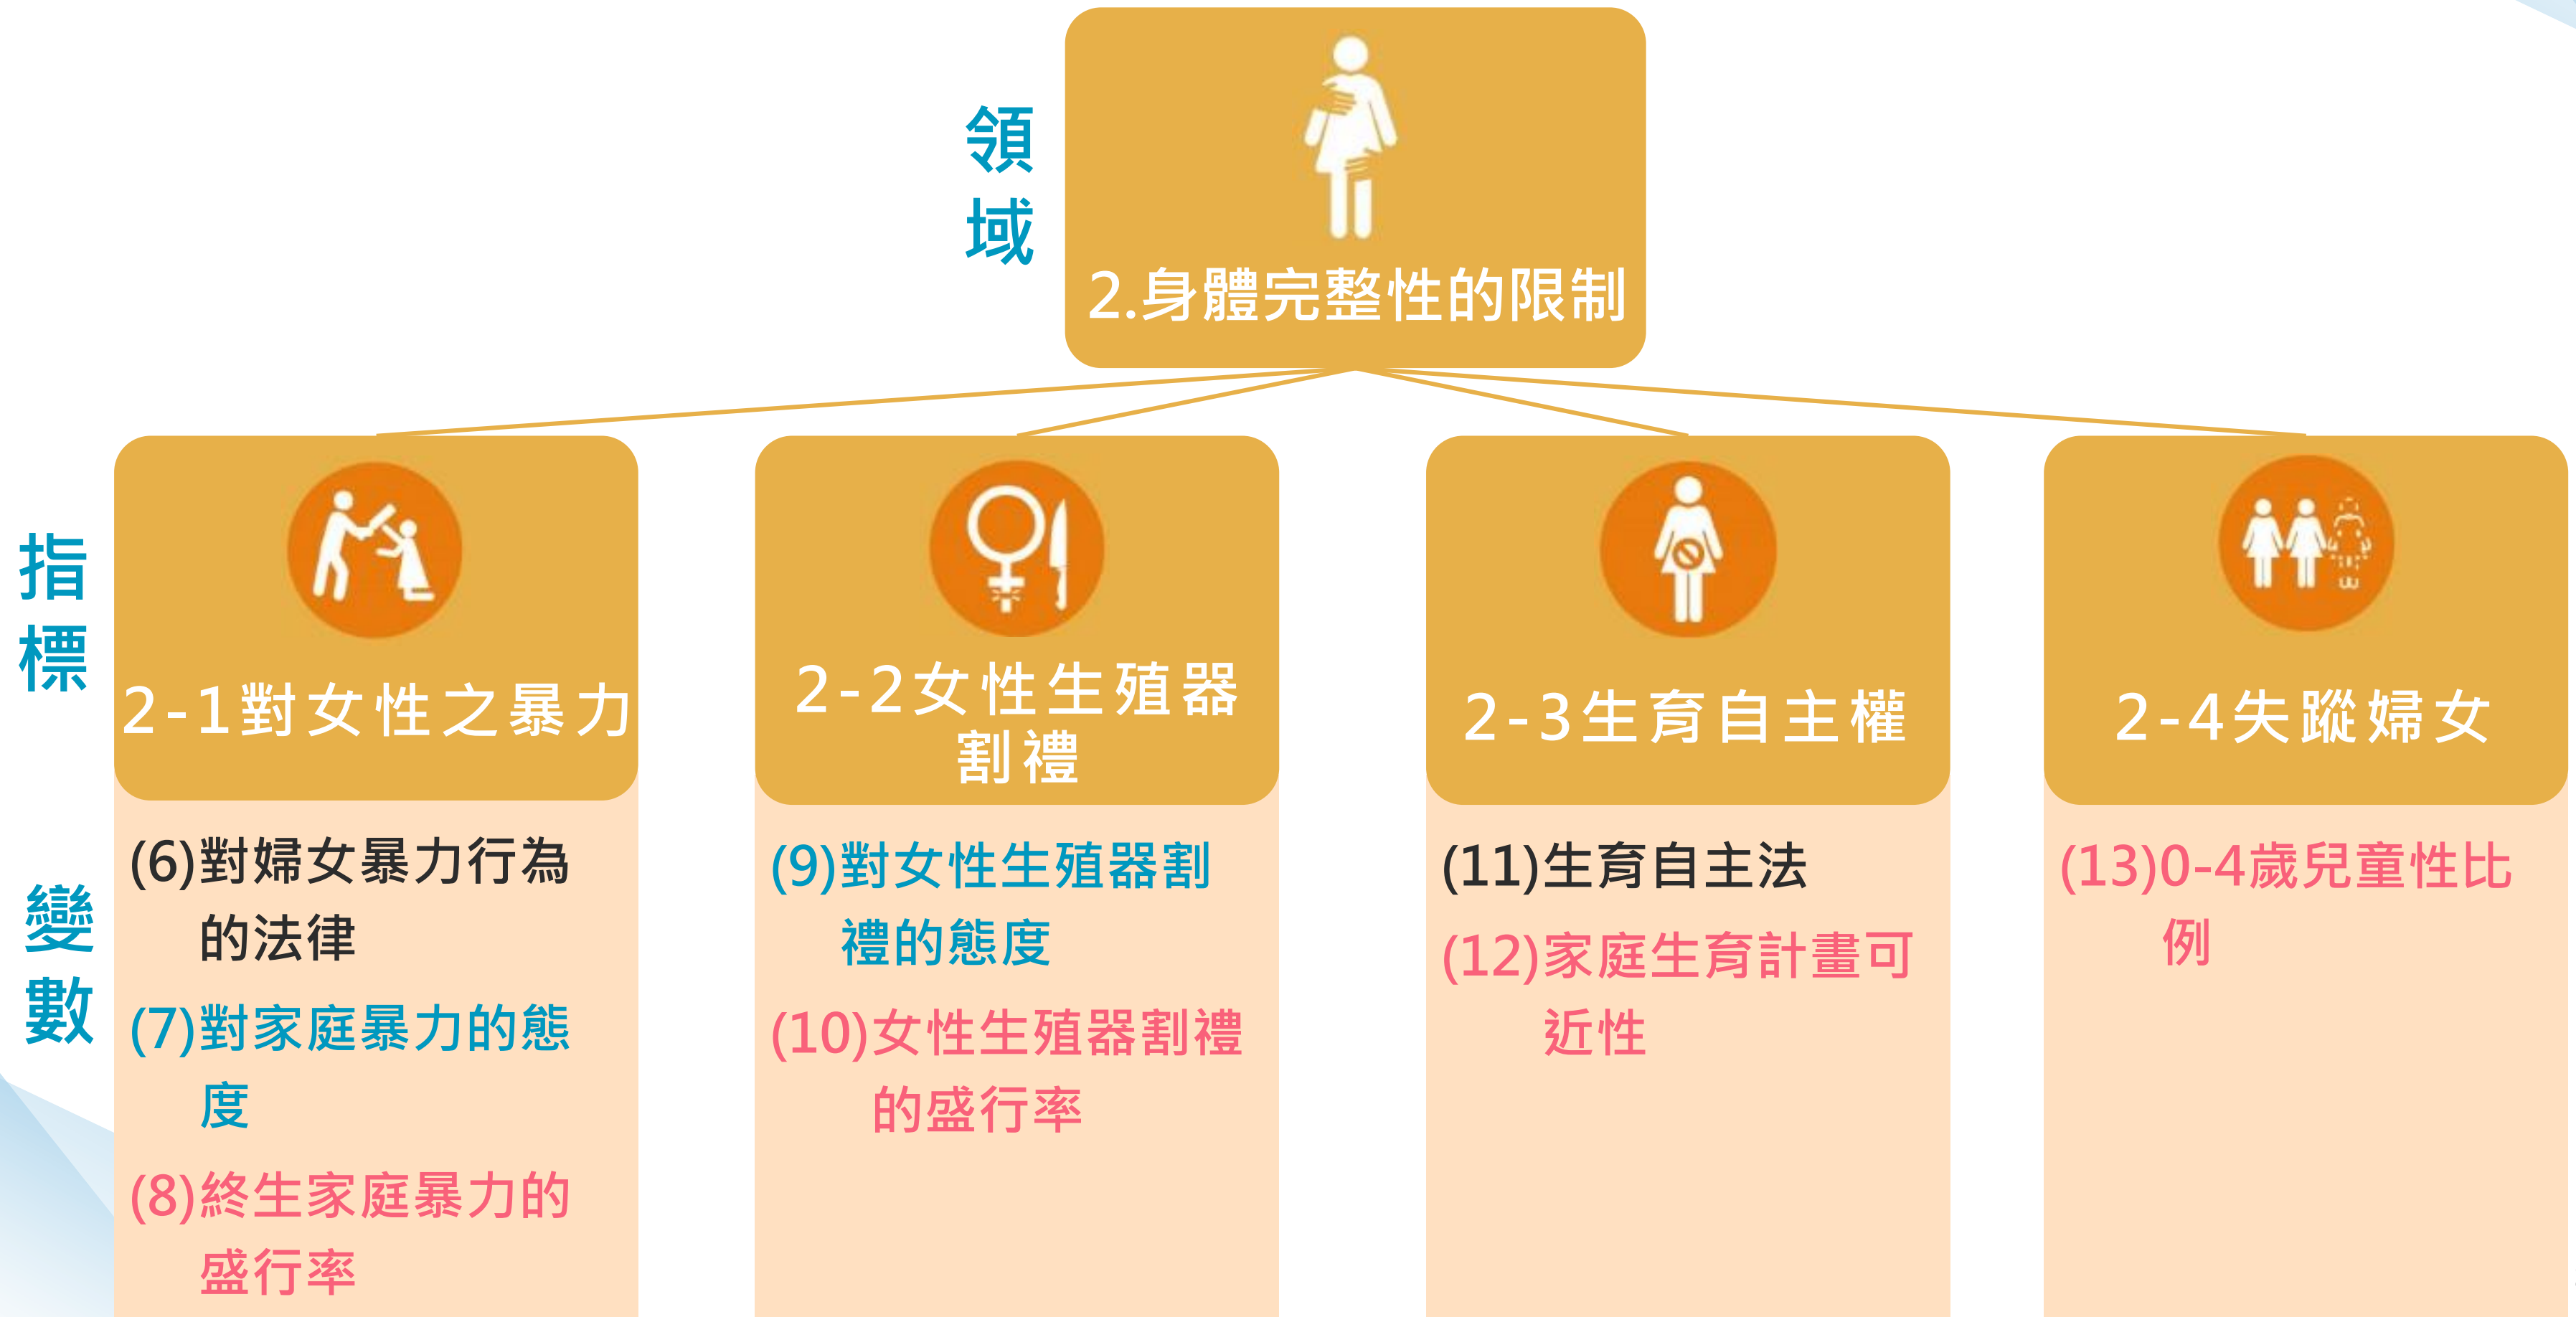 領域
2.身體完整性的限制
指標
2-1對女性之暴力
2-2女性生殖器
割禮
2-3生育自主權
2-4失蹤婦女
變數
(6)對婦女暴力行為
的法律
(7)對家庭暴力的態
度
(8)終生家庭暴力的
盛行率
(9)對女性生殖器割
禮的態度
(10)女性生殖器割禮
的盛行率
(11)生育自主法
(12)家庭生育計畫可
近性
(13)0-4歲兒童性比
例